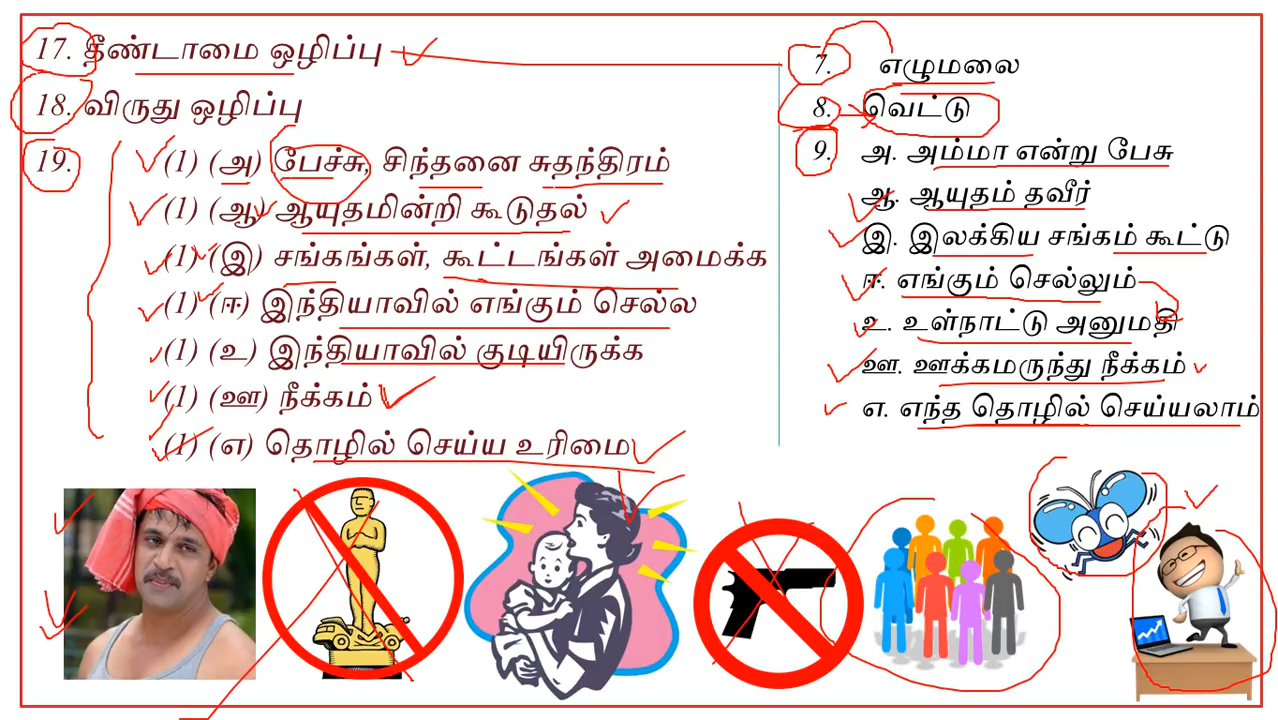 17. தீண்டாமை ஒழிப்பு
18. விருது ஒழிப்பு
19. (1) (அ) பேச்சு, சிந்தனை சுதந்திரம்
(1) (ஆ) ஆயுதமின்றி கூடுதல்
(1) (இ) சங்கங்கள், கூட்டங்கள் அமைக்க
(1) (ஈ) இந்தியாவில் எங்கும் செல்ல
(1) (உ) இந்தியாவில் குடியிருக்க
(1) (ஊ) நீக்கம்
(1) (எ) தொழில் செய்ய உரிமை
7. எழுமலை
8. வெட்டு
9. அ. அம்மா என்று பேசு
ஆ. ஆயுதம் தவீர்
இ. இலக்கிய சங்கம் கூட்டு
ஈ. எங்கும் செல்லும்
உ. உள்நாட்டு அனுமதி
ஊ. ஊக்கமருந்து நீக்கம்
எ. எந்த தொழில் செய்யலாம்